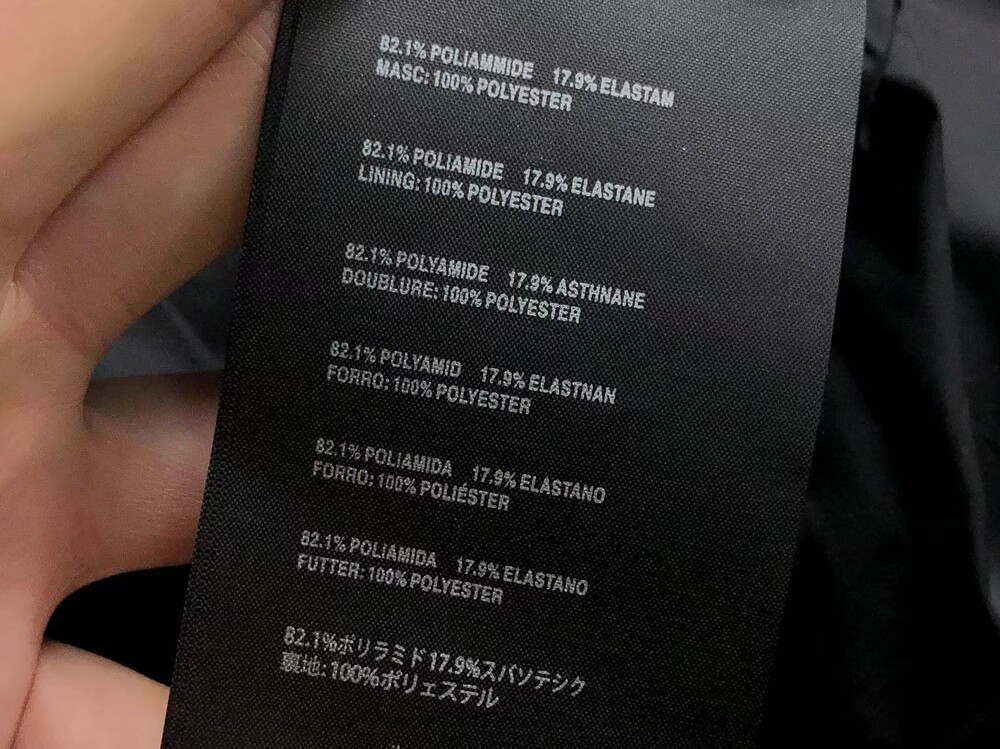 82.1% POLIAMMIDE 17.9% ELASTAM
MASC: 100% POLYESTER
82.1% POLIAMIDE 17.9% ELASTANE
LINING: 100% POLYESTER
82.1% POLYAMIDE 17.9% ASTHNANE
DOUBLURE: 100% POLYESTER
82.1% POLYAMID 17.9% ELASTNAN
FORRO: 100% POLYESTER
82.1% POLIAMIDA 17.9% ELASTANO
FORRO: 100% POLIÉSTER
82.1% POLIAMIDA 17.9% ELASTANO
FUTTER: 100% POLYESTER
82.1%ポリラミド17.9%スバソテシク
裏地:100%ポリェステル